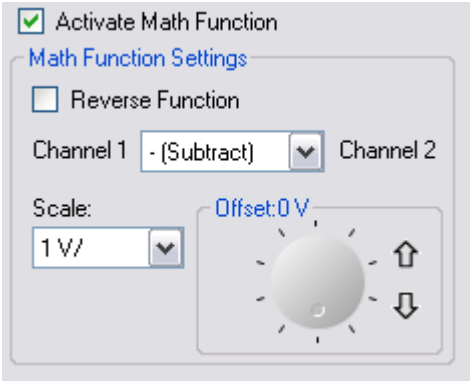 Activate Math Function
Math Function Settings
Reverse Function
Channel 1 - (Subtract) Channel 2
Scale:
Offset:0 V
1 V/